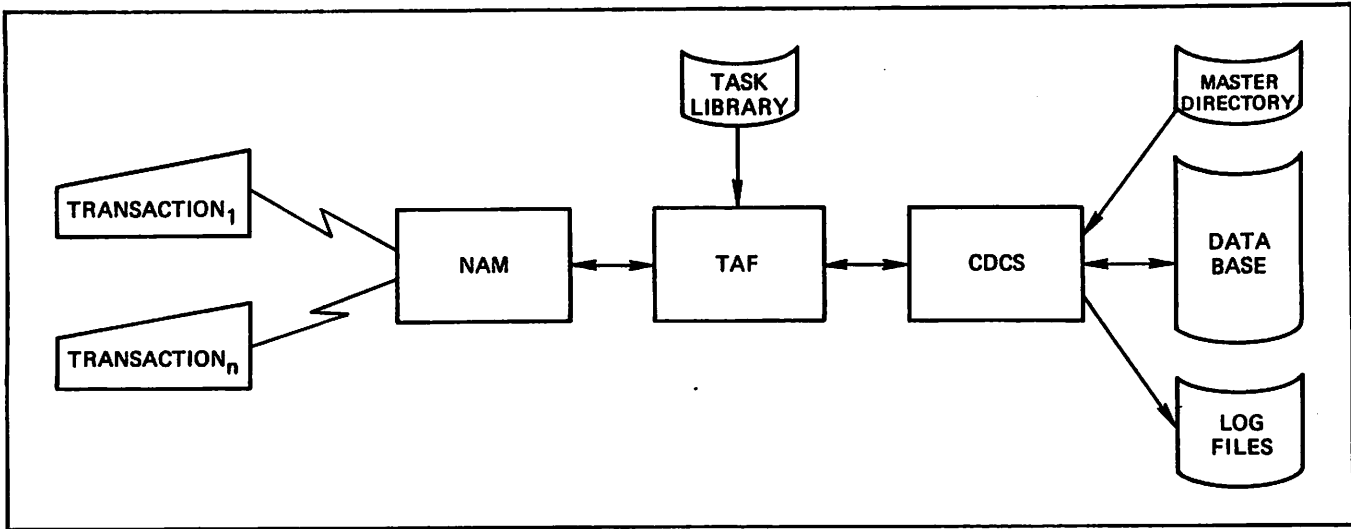 TASK
LIBRARY
MASTER
DIRECTORY
TRANSACTION₁
NAM
TAF
CDCS
DATA
BASE
TRANSACTIONₙ
LOG
FILES